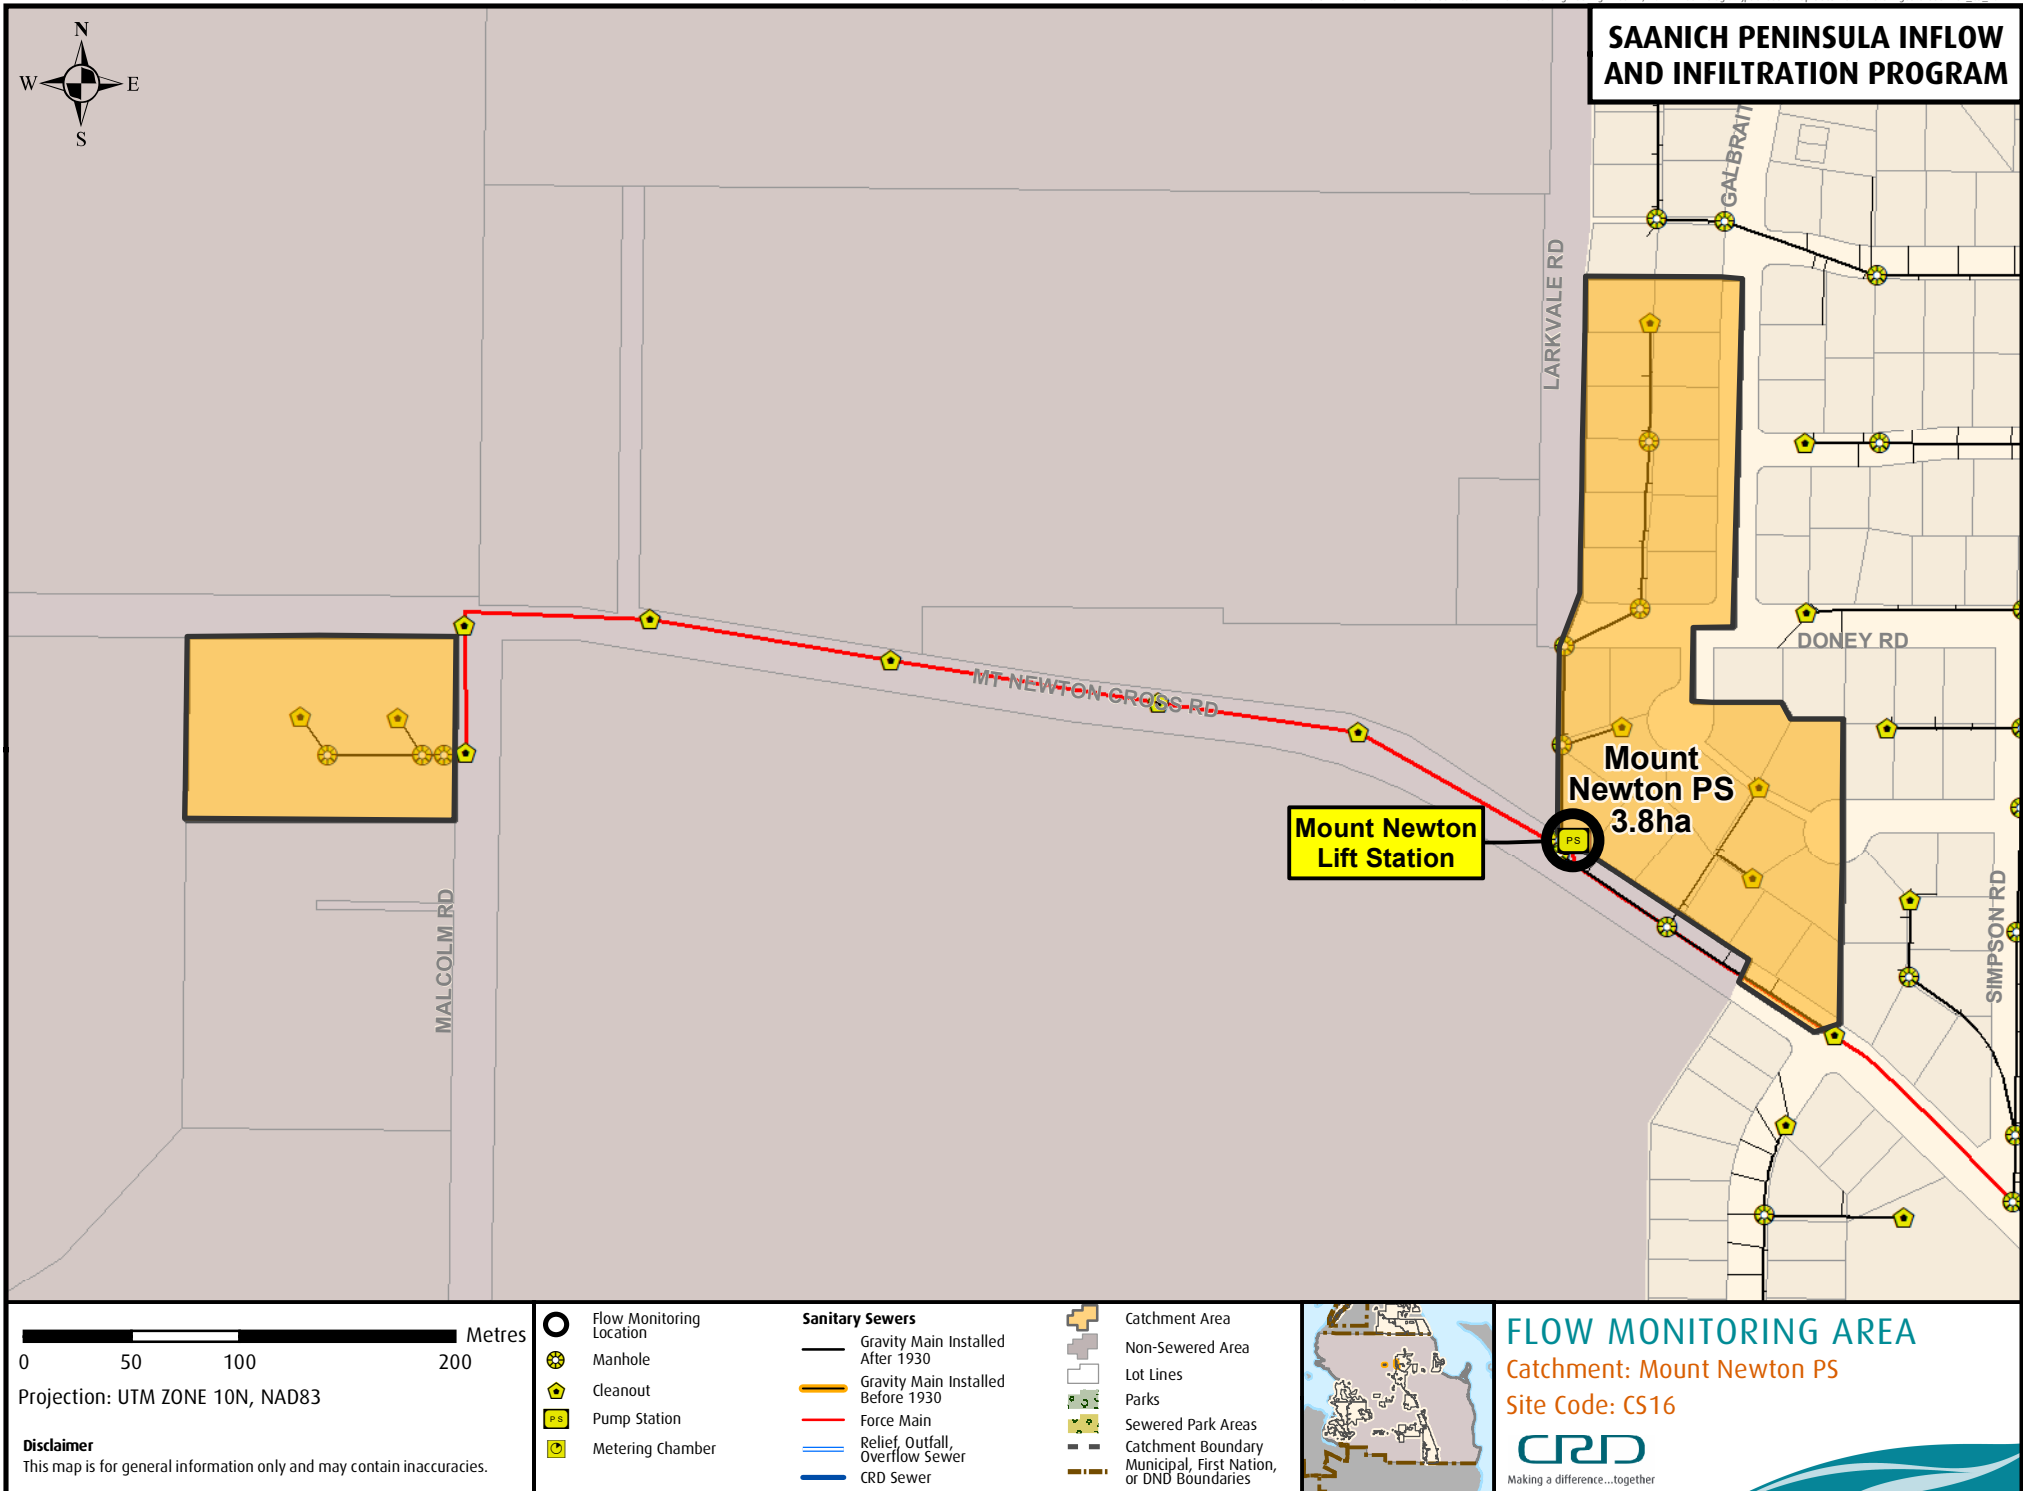 SAANICH PENINSULA INFLOW
AND INFILTRATION PROGRAM
N
W
E
S
GALBRAIT
LARKVALE RD
DONEY RD
MT NEWTON CROSS RD
Mount
Newton PS
3.8ha
Mount Newton
Lift Station
PS
SIMPSON RD
MALCOLM RD
Metres
0
50
100
200
Projection: UTM ZONE 10N, NAD83
Disclaimer
This map is for general information only and may contain inaccuracies.
Flow Monitoring
Location
Manhole
Cleanout
PS
Pump Station
Metering Chamber
Sanitary Sewers
Gravity Main Installed
After 1930
Gravity Main Installed
Before 1930
Force Main
Relief, Outfall,
Overflow Sewer
CRD Sewer
Catchment Area
Non-Sewered Area
Lot Lines
Parks
Sewered Park Areas
Catchment Boundary
Municipal, First Nation,
or DND Boundaries
FLOW MONITORING AREA
Catchment: Mount Newton PS
Site Code: CS16
CRD
Making a difference...together